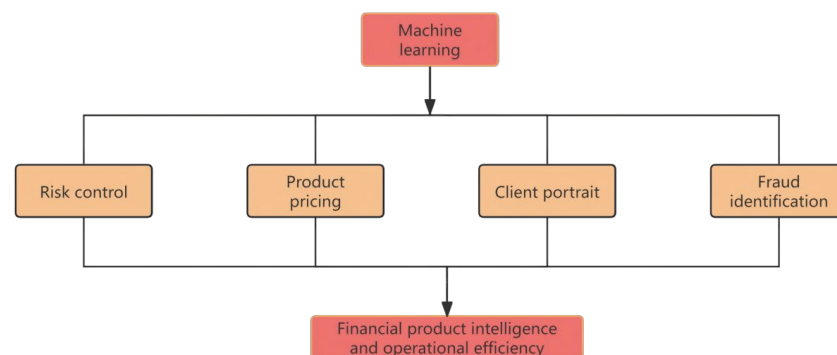 Machine
learning
Risk control
Product
pricing
Client portrait
Fraud
identification
Financial product intelligence
and operational efficiency